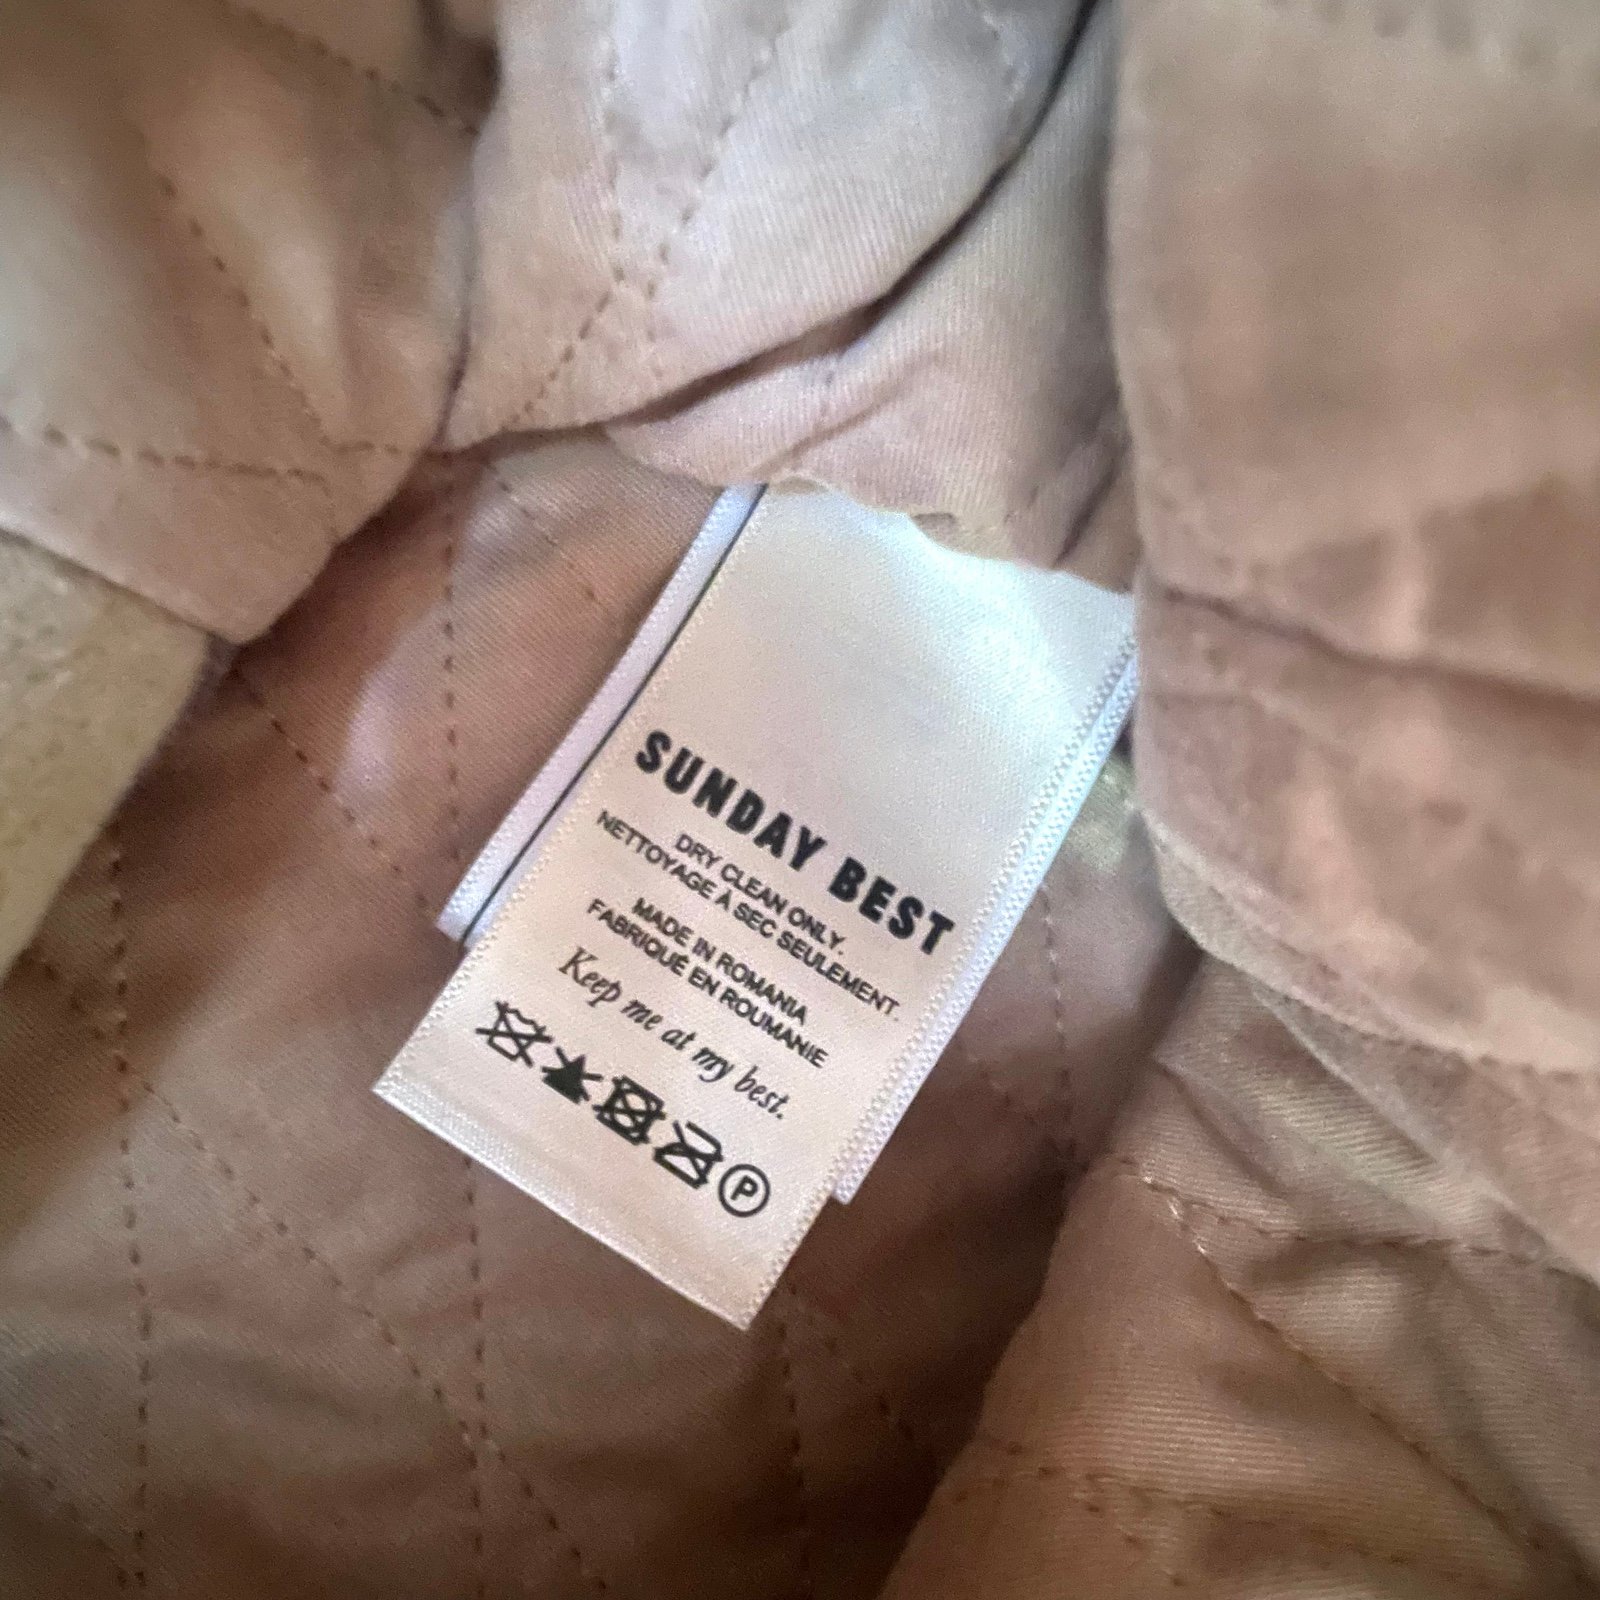 SUNDAY BEST
DRY CLEAN ONLY.
NETTOYAGE À SEC SEULEMENT.
MADE IN ROMANIA
FABRIQUÉ EN ROUMANIE
Keep me at my best.
P